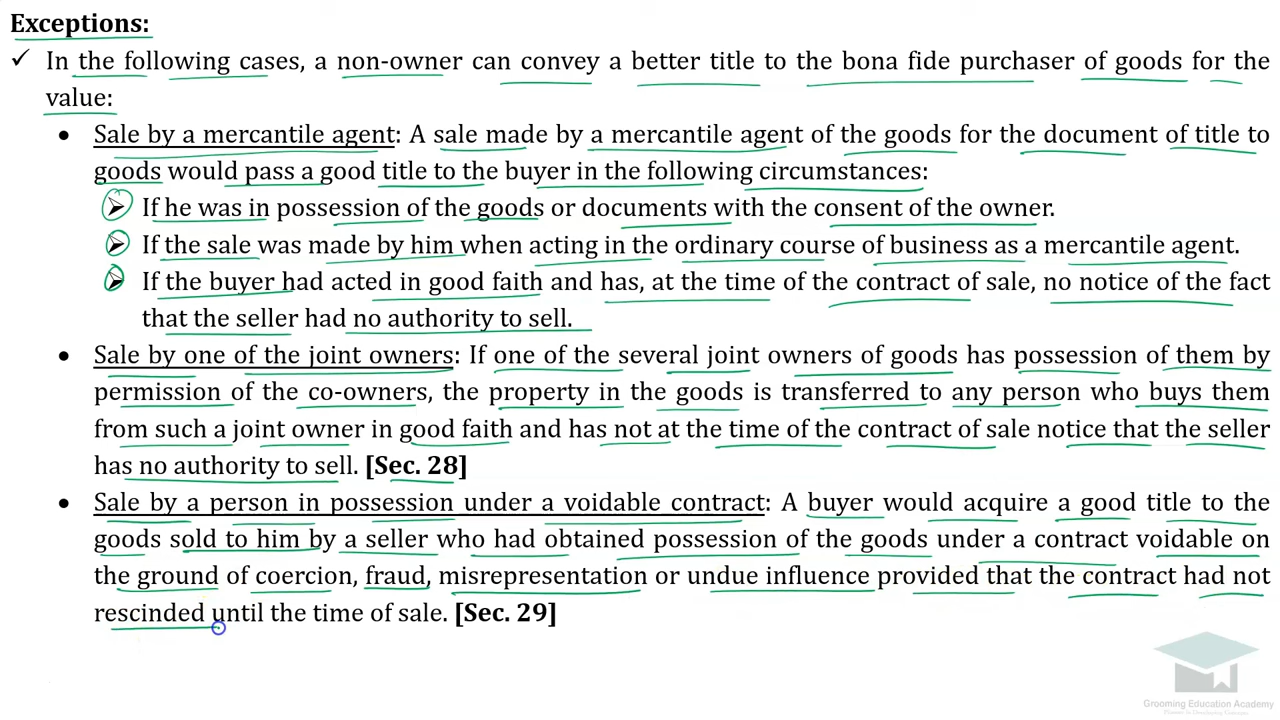 Exceptions:
✓ In the following cases, a non-owner can convey a better title to the bona fide purchaser of goods for the
value:
• Sale by a mercantile agent: A sale made by a mercantile agent of the goods for the document of title to
goods would pass a good title to the buyer in the following circumstances:
➢ If he was in possession of the goods or documents with the consent of the owner.
➢ If the sale was made by him when acting in the ordinary course of business as a mercantile agent.
➢ If the buyer had acted in good faith and has, at the time of the contract of sale, no notice of the fact
that the seller had no authority to sell.
• Sale by one of the joint owners: If one of the several joint owners of goods has possession of them by
permission of the co-owners, the property in the goods is transferred to any person who buys them
from such a joint owner in good faith and has not at the time of the contract of sale notice that the seller
has no authority to sell. [Sec. 28]
• Sale by a person in possession under a voidable contract: A buyer would acquire a good title to the
goods sold to him by a seller who had obtained possession of the goods under a contract voidable on
the ground of coercion, fraud, misrepresentation or undue influence provided that the contract had not
rescinded until the time of sale. [Sec. 29]
Grooming Education Academy